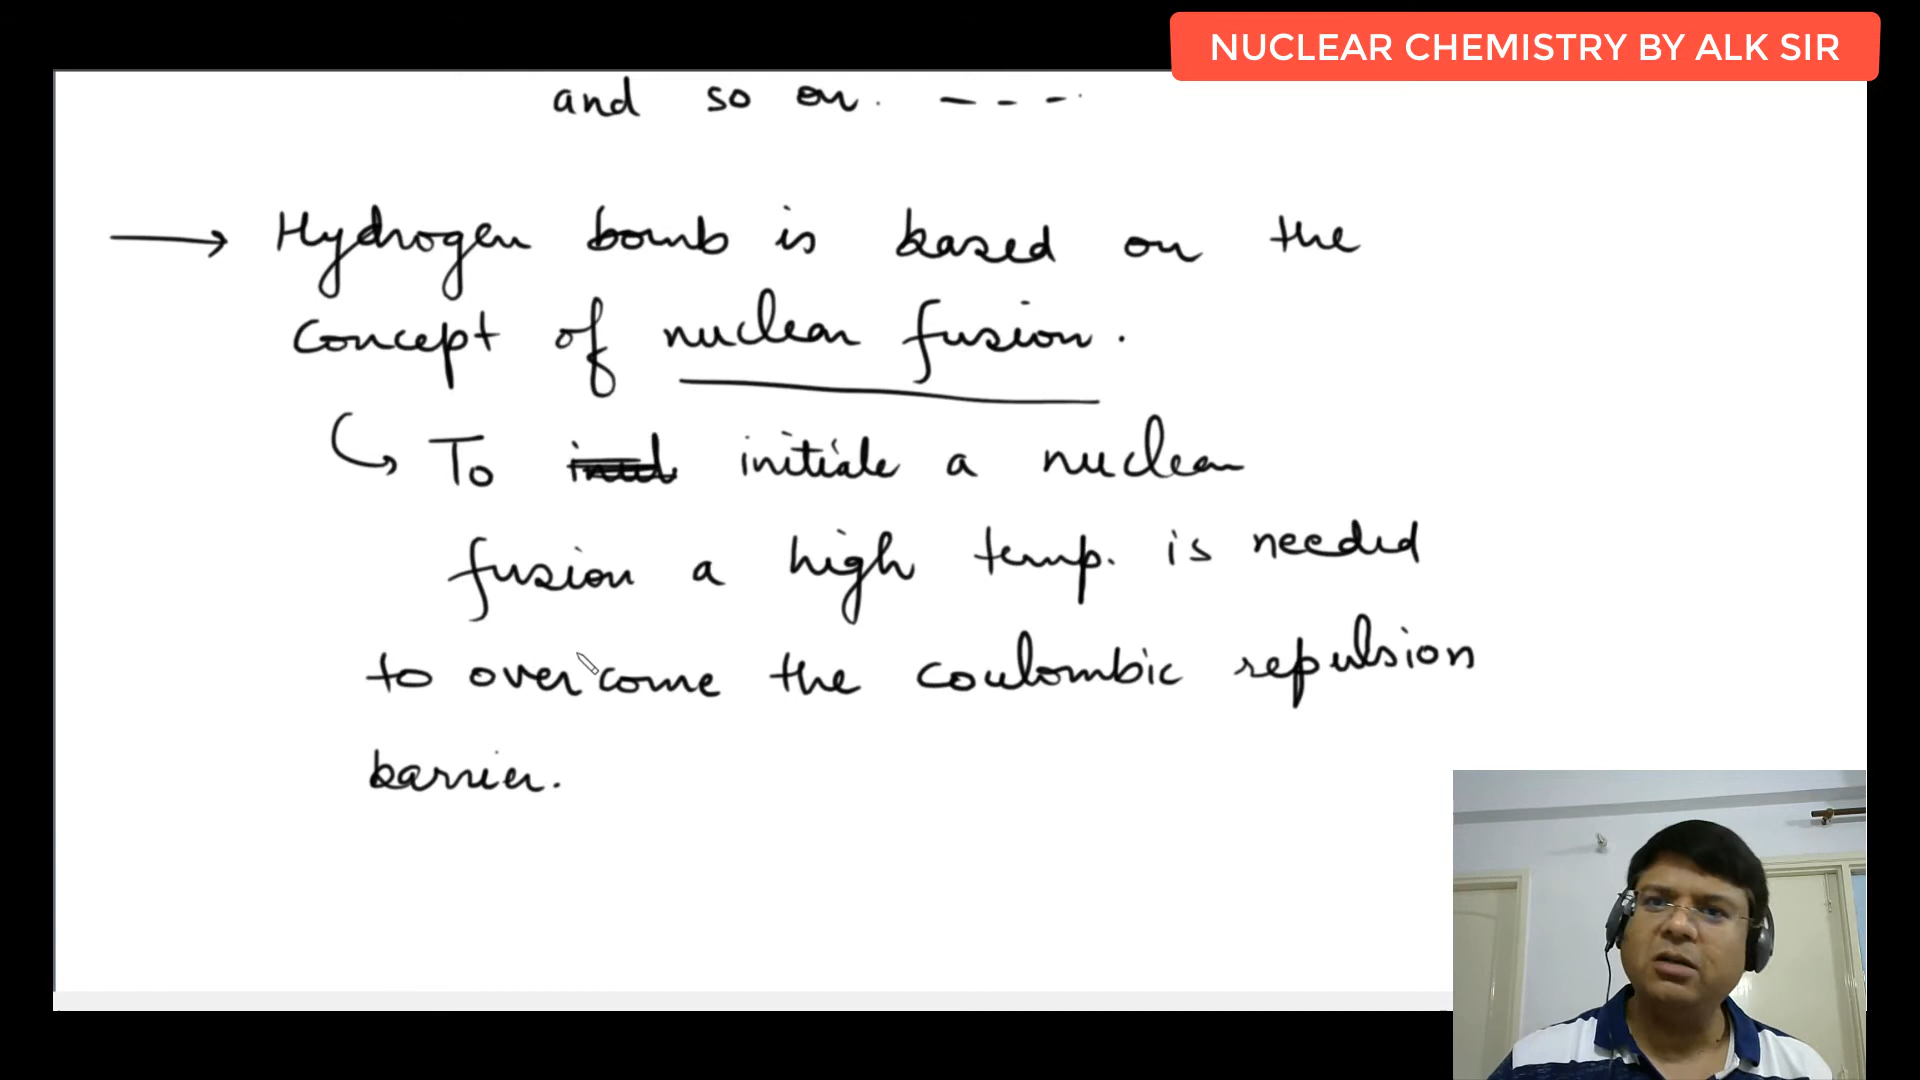 NUCLEAR CHEMISTRY BY ALK SIR
and so on. ----
→ Hydrogen bomb is based on the
concept of nuclear fusion.
To initiate a nuclear
fusion a high temp. is needed
to overcome the coulombic repulsion
barrier.